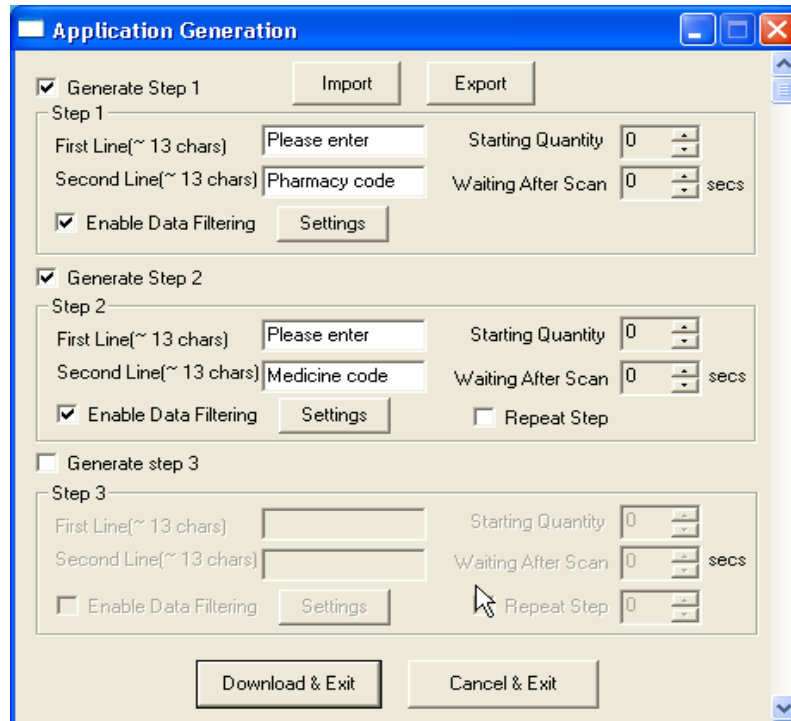 Application Generation
Generate Step 1 Import Export
Step 1
First Line(~ 13 chars) Please enter Starting Quantity 0
Second Line(~ 13 chars) Pharmacy code Waiting After Scan 0 secs
Enable Data Filtering Settings
Generate Step 2
Step 2
First Line(~ 13 chars) Please enter Starting Quantity 0
Second Line(~ 13 chars) Medicine code Waiting After Scan 0 secs
Enable Data Filtering Settings Repeat Step
Generate step 3
Step 3
First Line(~ 13 chars) Starting Quantity 0
Second Line(~ 13 chars) Waiting After Scan 0 secs
Enable Data Filtering Settings Repeat Step 0
Download & Exit Cancel & Exit